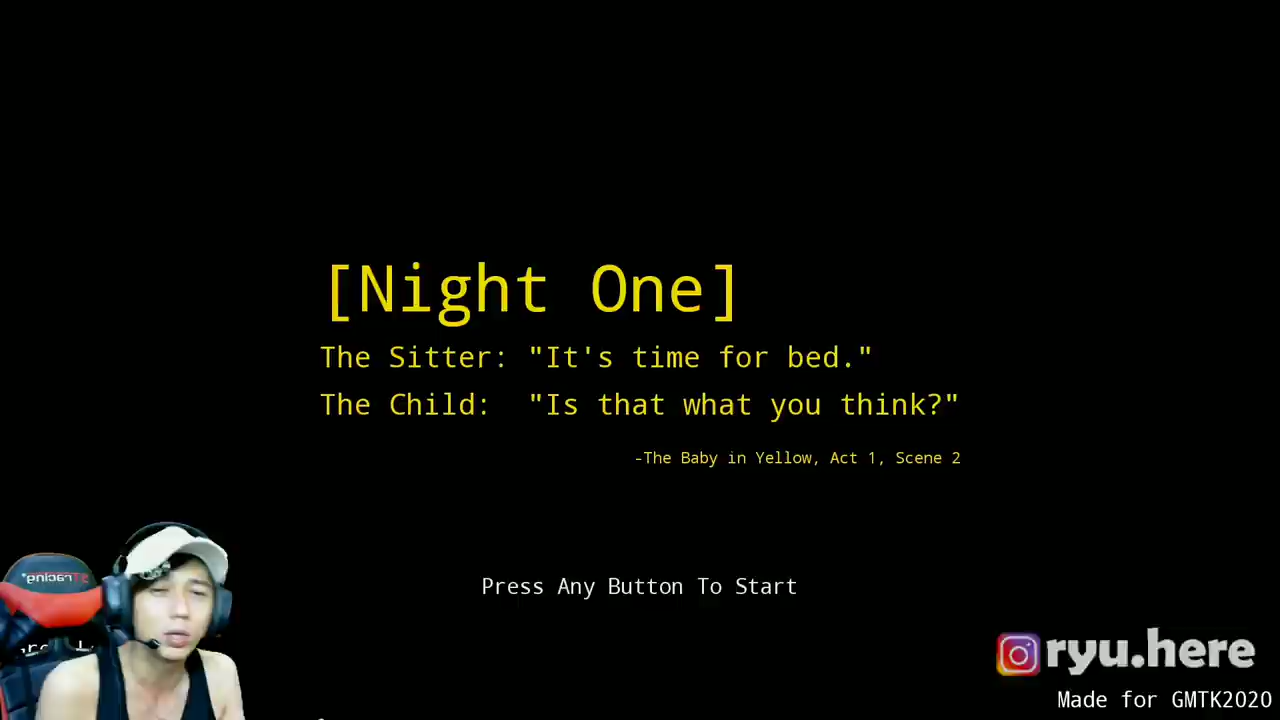 [Night One]
The Sitter: "It's time for bed."
The Child: "Is that what you think?"
-The Baby in Yellow, Act 1, Scene 2
Press Any Button To Start
ryu.here
Made for GMTK2020